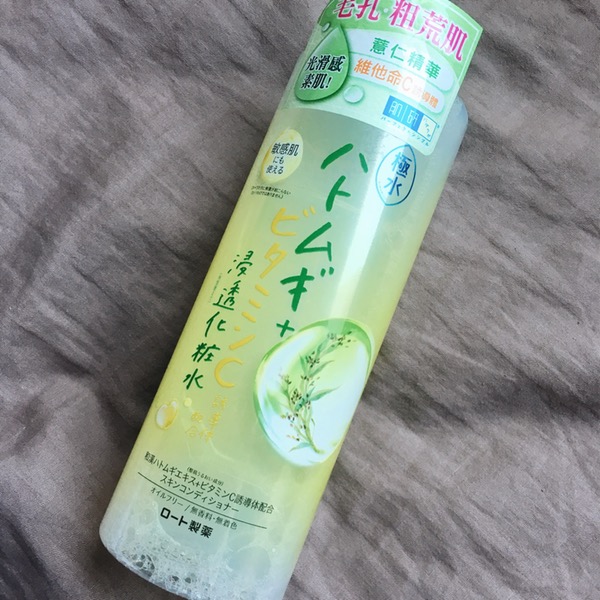 毛孔·粗荒肌
薏仁精華
維他命C
光滑感
素肌!
肌研
極水
敏感肌
にも
使える
ハトムギ+
ビタミンC
浸透化粧水
和漢ハトムギエキス+ビタミンC誘導体配合
スキンコンディショナー
オイルフリー/無香料・無着色
ロート製薬